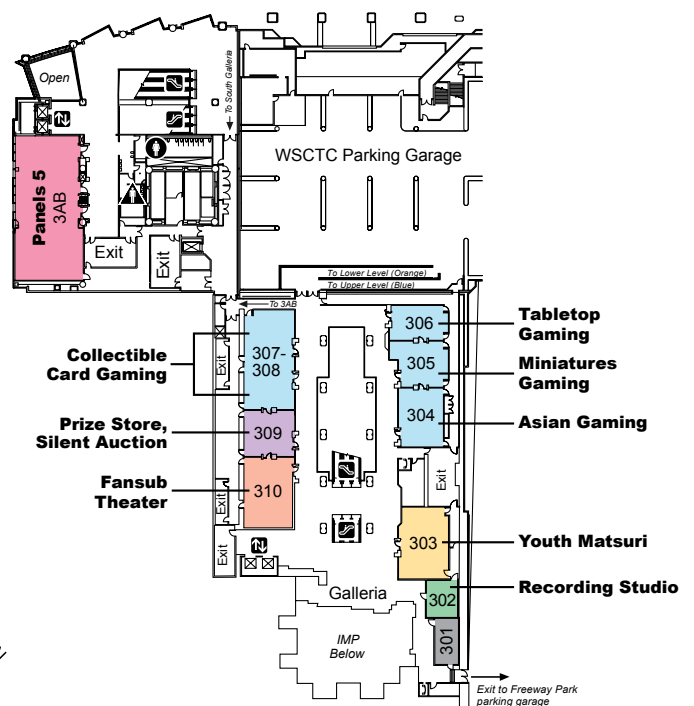 Open
To South Galleria
WSCTC Parking Garage
Panels 5
3AB
Exit
Exit
To Lower Level (Orange)
To Upper Level (Blue)
To 3AB
Collectible
Card Gaming
307-
308
Exit
306
Tabletop
Gaming
305
Miniatures
Gaming
304
Asian Gaming
Prize Store,
Silent Auction
309
Fansub
Theater
310
Exit
Exit
Exit
303
Youth Matsuri
302
Recording Studio
301
Galleria
IMP
Below
Exit to Freeway Park
parking garage